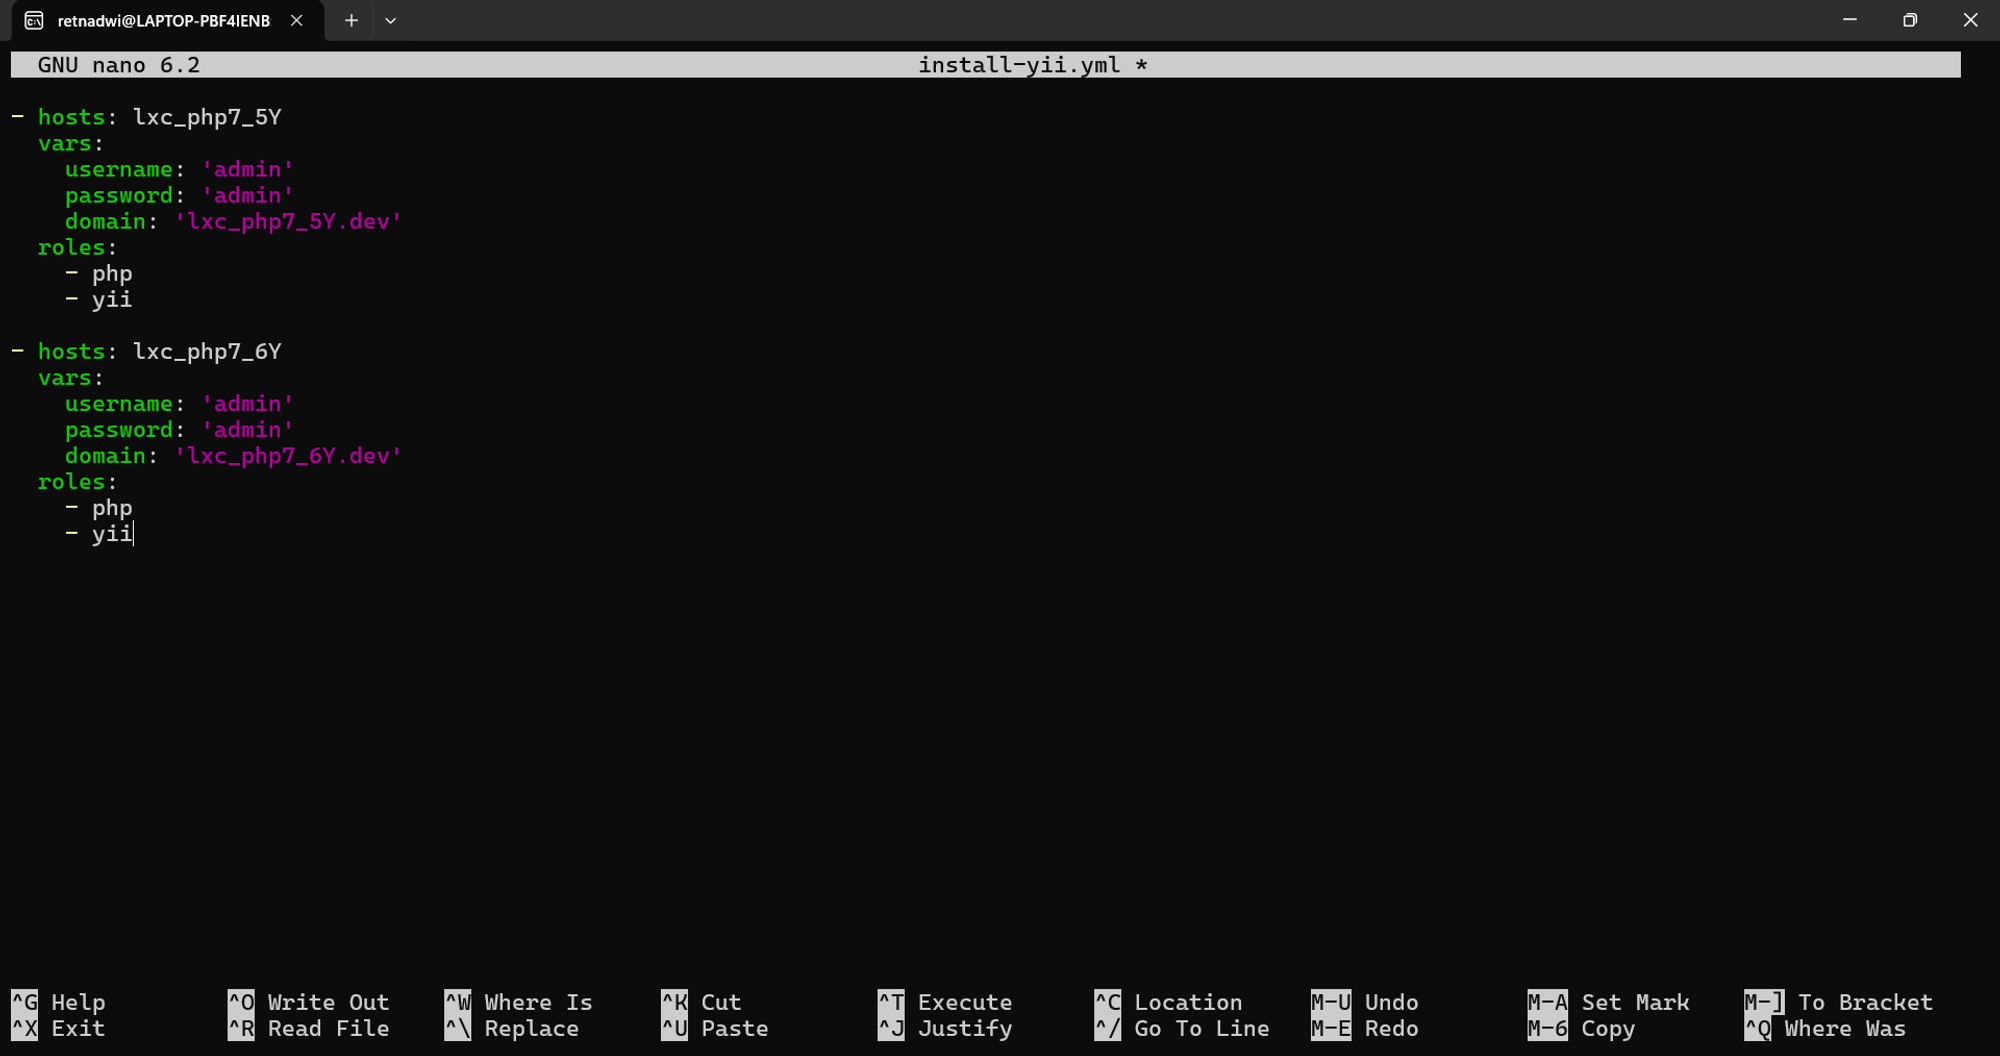 retnadwi@LAPTOP-PBF4IENB
GNU nano 6.2 install-yii.yml *
- hosts: lxc_php7_5Y
  vars:
    username: 'admin'
    password: 'admin'
    domain: 'lxc_php7_5Y.dev'
  roles:
    - php
    - yii
- hosts: lxc_php7_6Y
  vars:
    username: 'admin'
    password: 'admin'
    domain: 'lxc_php7_6Y.dev'
  roles:
    - php
    - yii
^G Help ^O Write Out ^W Where Is ^K Cut ^T Execute ^C Location M-U Undo M-A Set Mark M-] To Bracket
^X Exit ^R Read File ^\ Replace ^U Paste ^J Justify ^/ Go To Line M-E Redo M-6 Copy ^Q Where Was